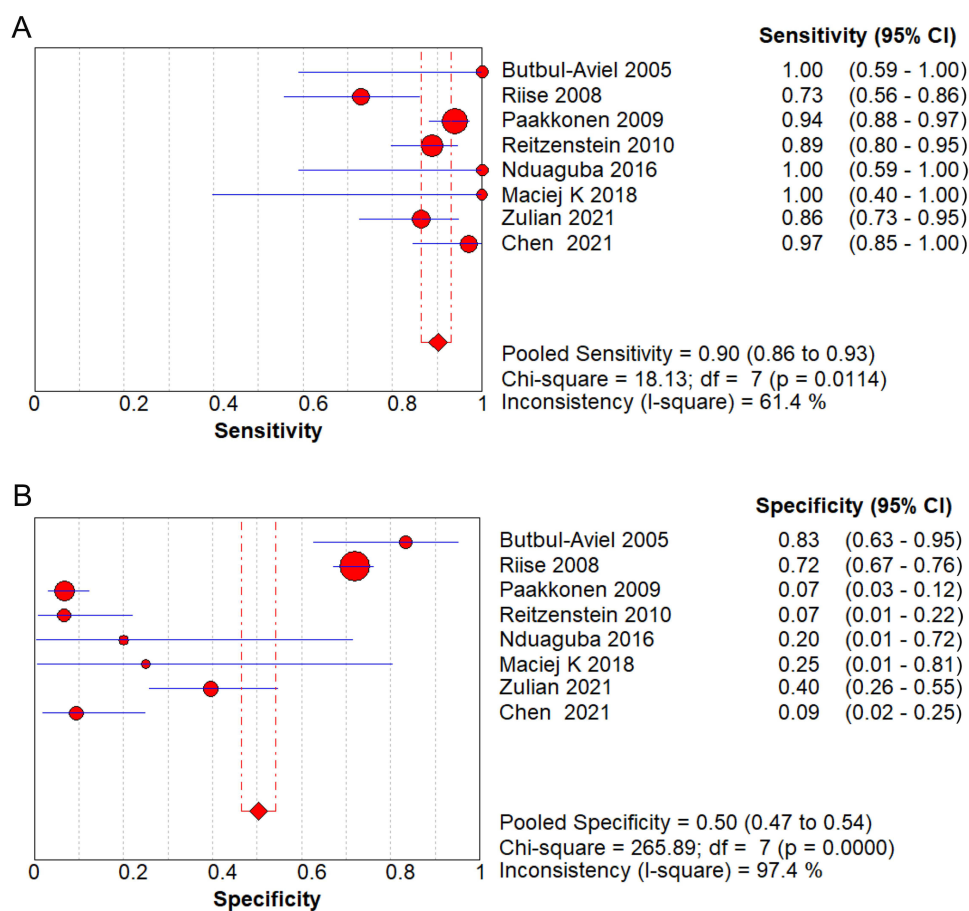 A
Sensitivity (95% CI)
Butbul-Aviel 2005 1.00 (0.59 - 1.00)
Riise 2008 0.73 (0.56 - 0.86)
Paakkonen 2009 0.94 (0.88 - 0.97)
Reitzenstein 2010 0.89 (0.80 - 0.95)
Nduaguba 2016 1.00 (0.59 - 1.00)
Maciej K 2018 1.00 (0.40 - 1.00)
Zulian 2021 0.86 (0.73 - 0.95)
Chen 2021 0.97 (0.85 - 1.00)
Pooled Sensitivity = 0.90 (0.86 to 0.93)
Chi-square = 18.13; df = 7 (p = 0.0114)
Inconsistency (I-square) = 61.4 %
0 0.2 0.4 0.6 0.8 1
Sensitivity
B
Specificity (95% CI)
Butbul-Aviel 2005 0.83 (0.63 - 0.95)
Riise 2008 0.72 (0.67 - 0.76)
Paakkonen 2009 0.07 (0.03 - 0.12)
Reitzenstein 2010 0.07 (0.01 - 0.22)
Nduaguba 2016 0.20 (0.01 - 0.72)
Maciej K 2018 0.25 (0.01 - 0.81)
Zulian 2021 0.40 (0.26 - 0.55)
Chen 2021 0.09 (0.02 - 0.25)
Pooled Specificity = 0.50 (0.47 to 0.54)
Chi-square = 265.89; df = 7 (p = 0.0000)
Inconsistency (I-square) = 97.4 %
0 0.2 0.4 0.6 0.8 1
Specificity